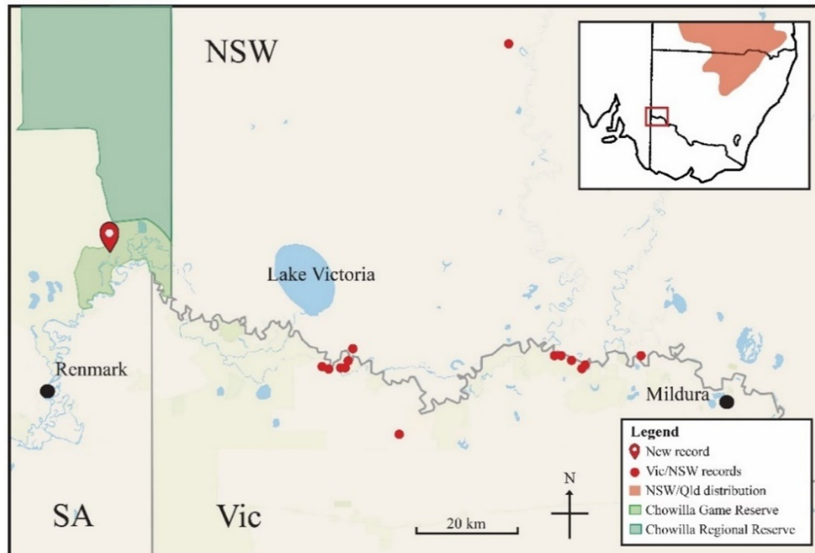 NSW
Lake Victoria
Renmark
Mildura
SA
Vic
20 km
N
Legend
New record
Vic/NSW records
NSW/Qld distribution
Chowilla Game Reserve
Chowilla Regional Reserve